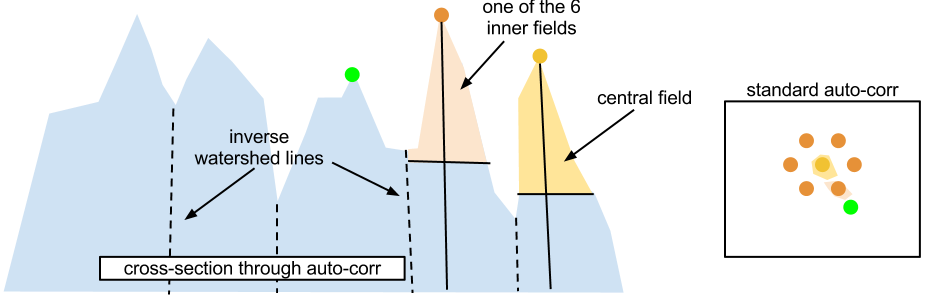 one of the 6
inner fields
central field
standard auto-corr
inverse
watershed lines
cross-section through auto-corr